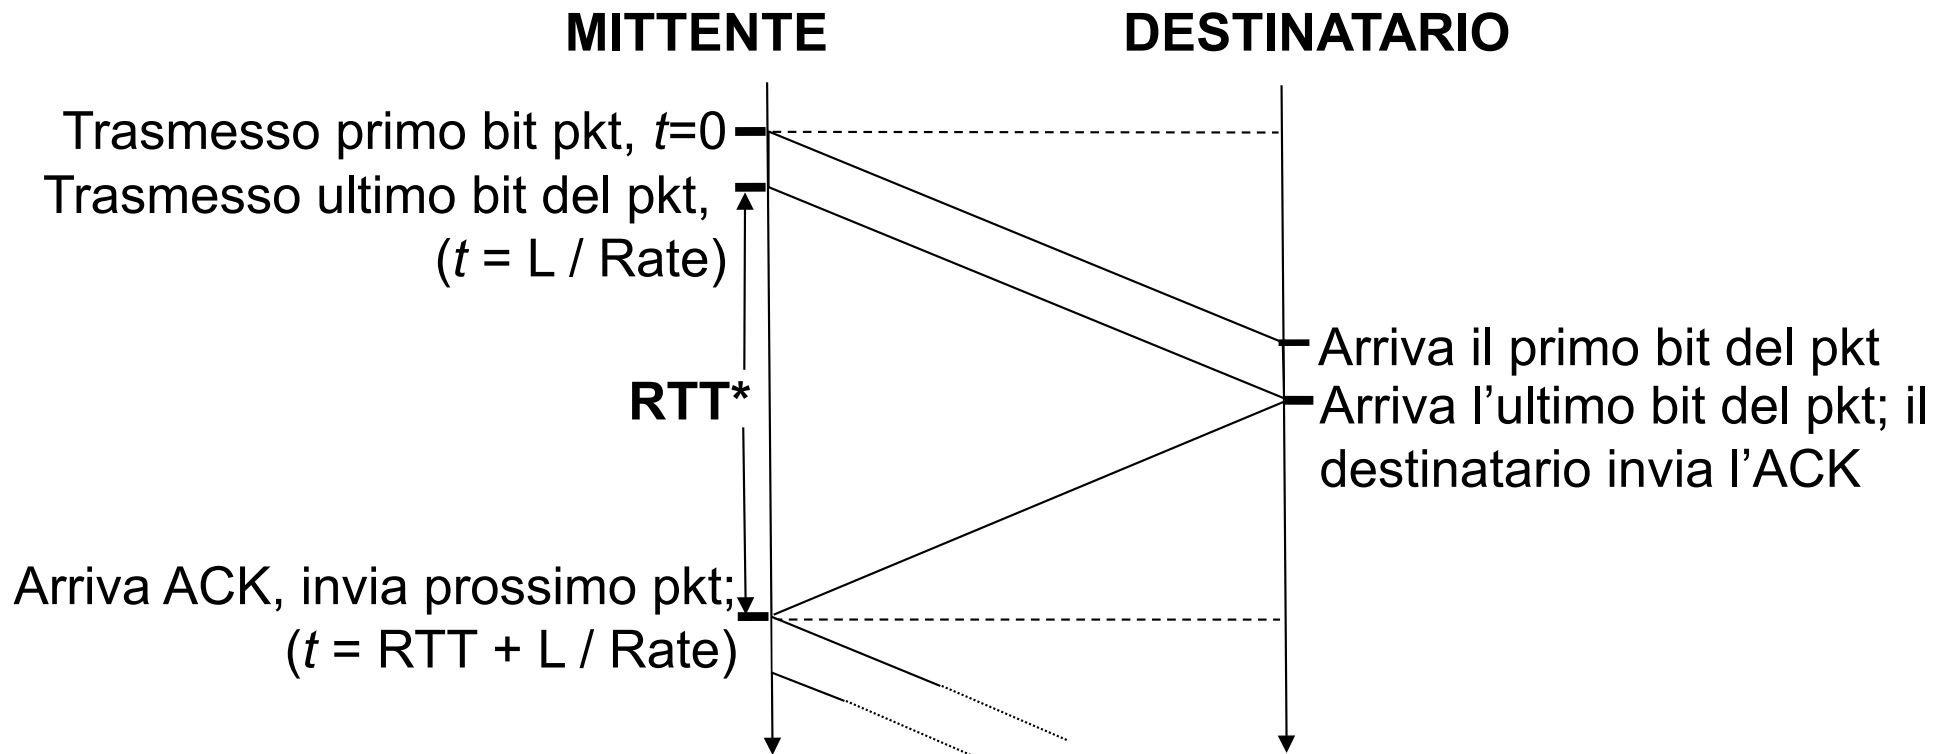 MITTENTE
DESTINATARIO
Trasmesso primo bit pkt, t=0
Trasmesso ultimo bit del pkt,
(t = L / Rate)
Arriva il primo bit del pkt
RTT*
Arriva l’ultimo bit del pkt; il
destinatario invia l’ACK
Arriva ACK, invia prossimo pkt;
(t = RTT + L / Rate)